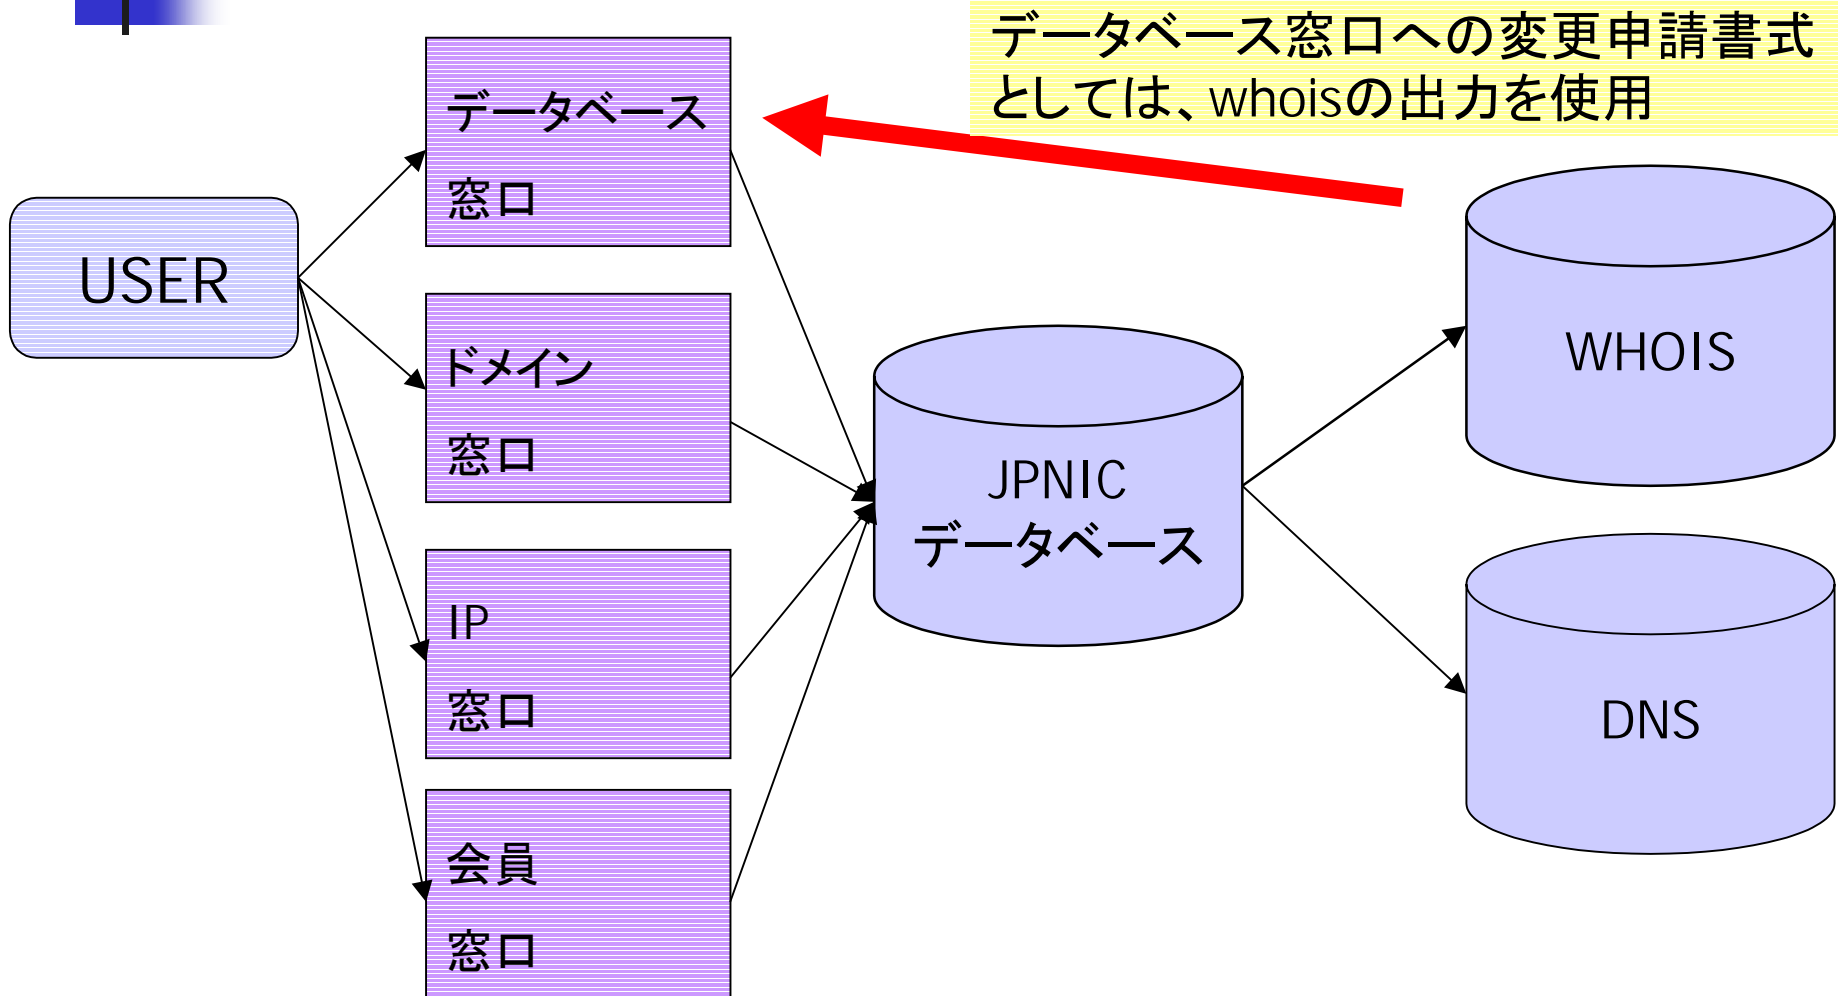 データベース窓口への変更申請書式
としては、whoisの出力を使用
USER
データベース
窓口
ドメイン
窓口
IP
窓口
会員
窓口
JPNIC
データベース
WHOIS
DNS